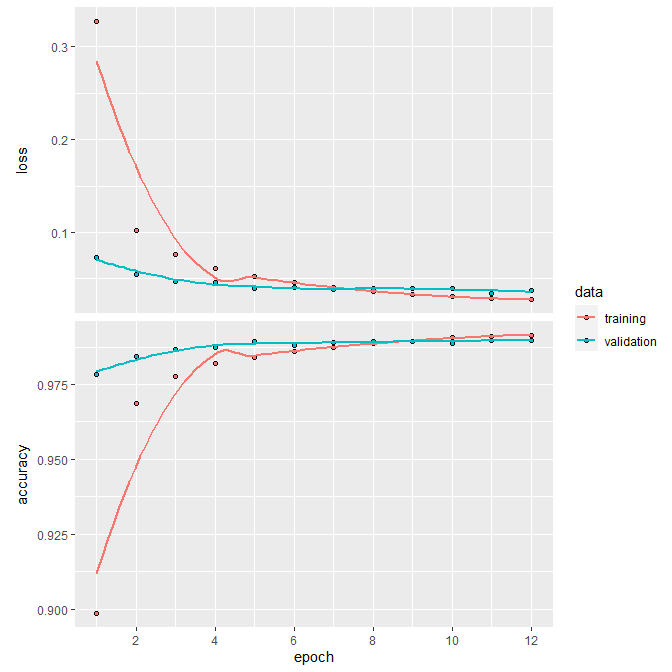 loss
0.3
0.2
0.1
accuracy
0.975
0.950
0.925
0.900
2 4 6 8 10 12
epoch
data
training
validation